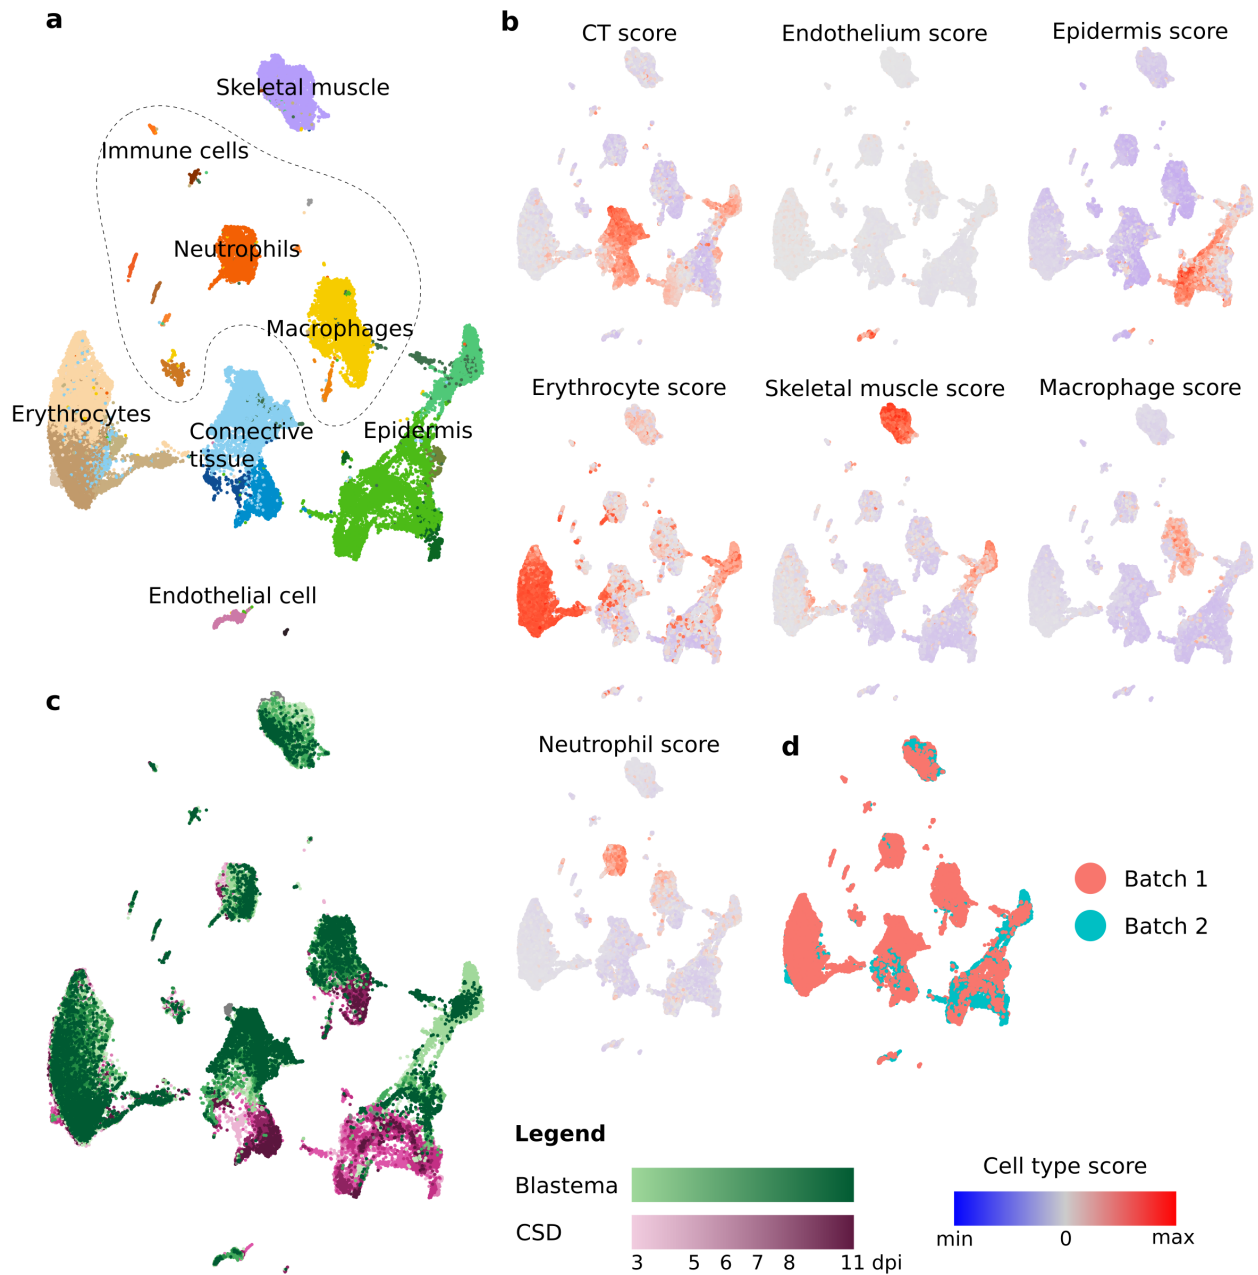 a
Skeletal muscle
Immune cells
Neutrophils
Macrophages
Erythrocytes
Connective
tissue
Epidermis
Endothelial cell
b
CT score
Endothelium score
Epidermis score
Erythrocyte score
Skeletal muscle score
Macrophage score
Neutrophil score
c
d
Batch 1
Batch 2
Legend
Blastema
CSD
3 5 6 7 8 11 dpi
Cell type score
min 0 max